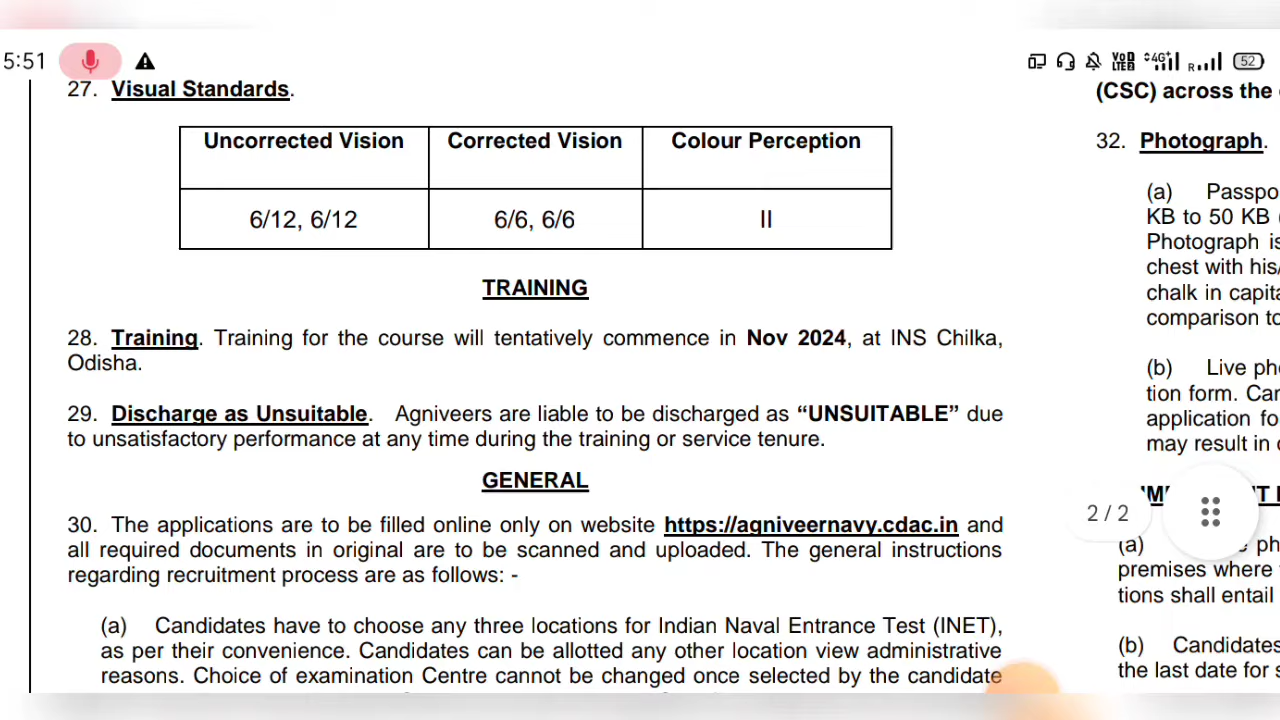 5:51
VoD LTE2 4G+ R 52
27. Visual Standards.
Uncorrected Vision Corrected Vision Colour Perception
6/12, 6/12 6/6, 6/6 II
TRAINING
28. Training. Training for the course will tentatively commence in Nov 2024, at INS Chilka,
Odisha.
29. Discharge as Unsuitable. Agniveers are liable to be discharged as “UNSUITABLE” due
to unsatisfactory performance at any time during the training or service tenure.
GENERAL
30. The applications are to be filled online only on website https://agniveernavy.cdac.in and
all required documents in original are to be scanned and uploaded. The general instructions
regarding recruitment process are as follows: -
(a) Candidates have to choose any three locations for Indian Naval Entrance Test (INET),
as per their convenience. Candidates can be allotted any other location view administrative
reasons. Choice of examination Centre cannot be changed once selected by the candidate
(CSC) across the
32. Photograph.
(a) Passpo
KB to 50 KB
Photograph is
chest with his/
chalk in capita
comparison to
(b) Live pho
tion form. Can
application fo
may result in
2 / 2
(a) ph
premises where
tions shall entail
(b) Candidates
the last date for s